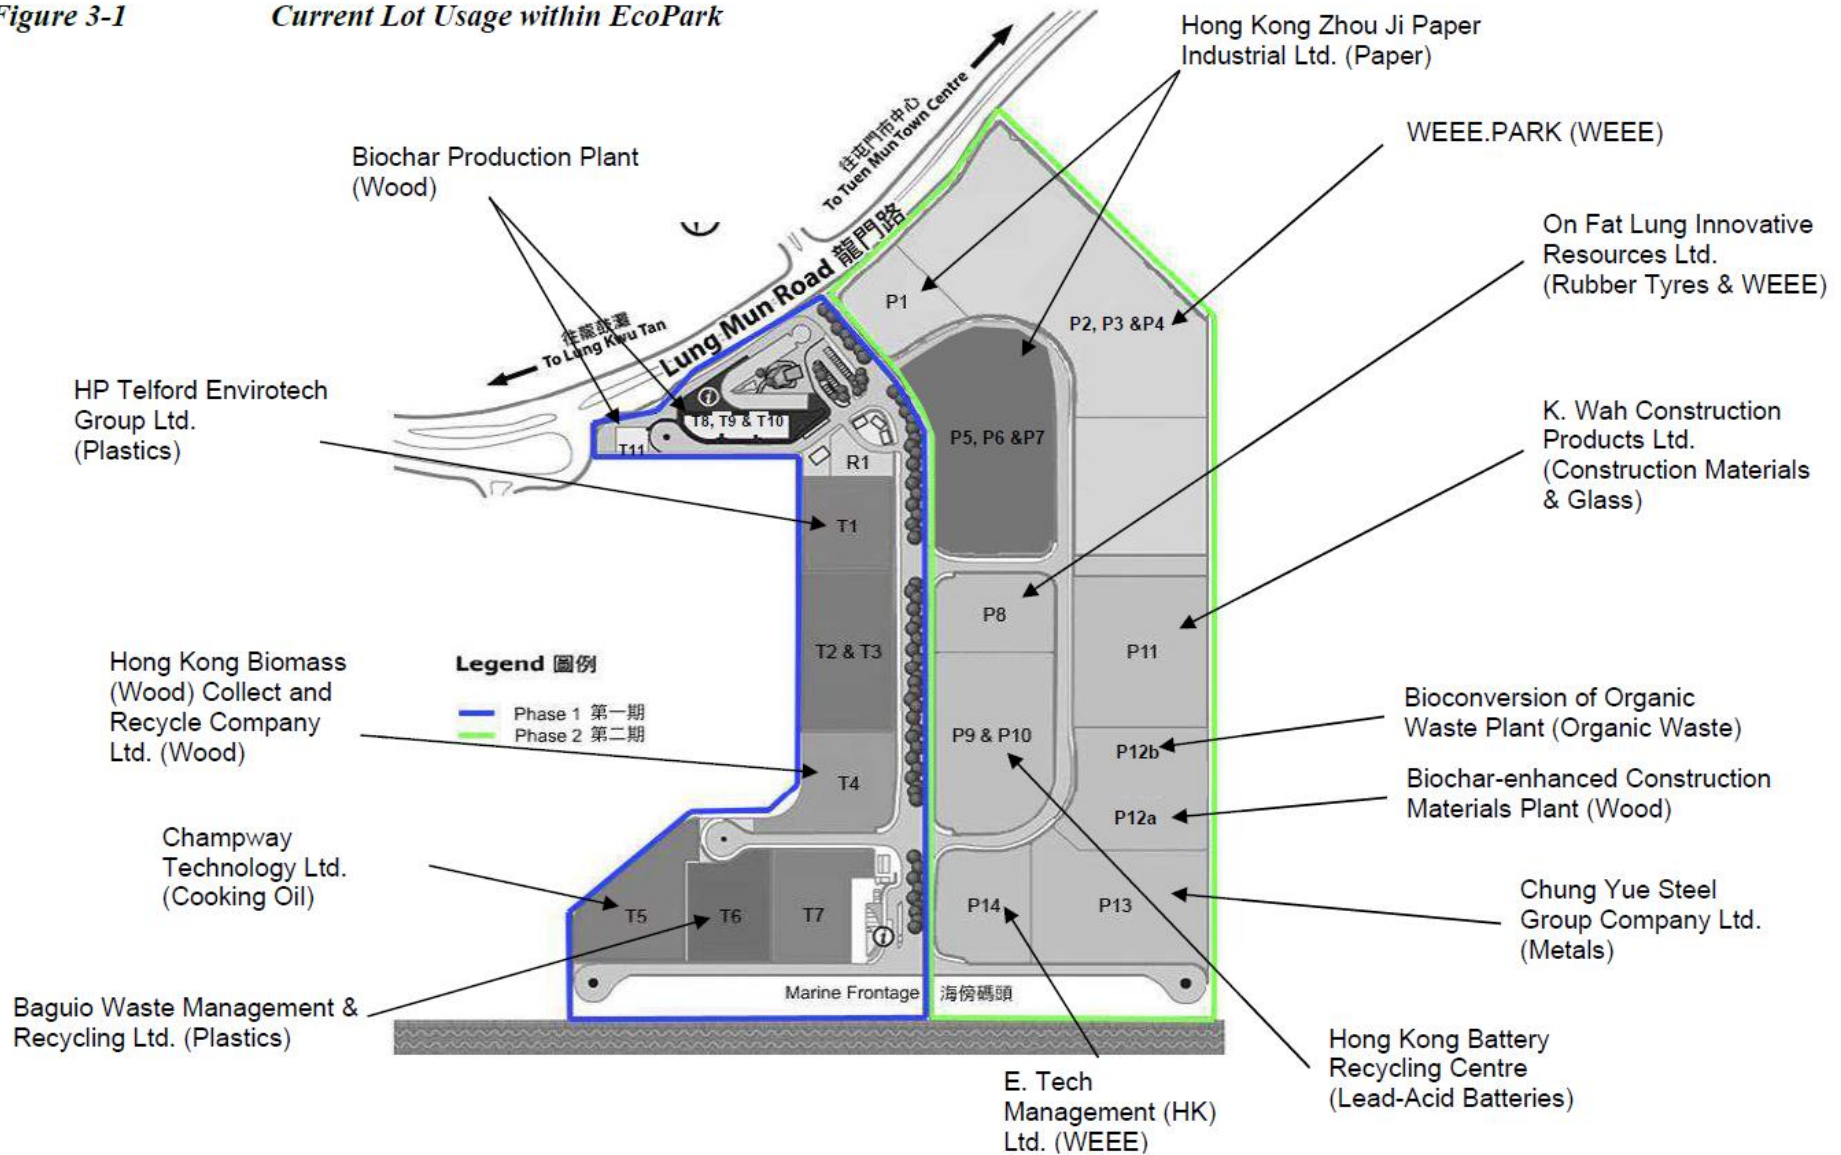 Figure 3-1 Current Lot Usage within EcoPark
Hong Kong Zhou Ji Paper
Industrial Ltd. (Paper)
WEEE.PARK (WEEE)
Biochar Production Plant
(Wood)
往屯門市中心
To Tuen Mun Town Centre
On Fat Lung Innovative
Resources Ltd.
(Rubber Tyres & WEEE)
Lung Mun Road 龍門路
往龍鼓灘
To Lung Kwu Tan
P1
P2, P3 &P4
HP Telford Envirotech
Group Ltd.
(Plastics)
K. Wah Construction
Products Ltd.
(Construction Materials
& Glass)
i
T8, T9 & T10
T11
R1
P5, P6 &P7
T1
P8
T2 & T3
P11
Hong Kong Biomass
(Wood) Collect and
Recycle Company
Ltd. (Wood)
Legend 圖例
Phase 1 第一期
Phase 2 第二期
Bioconversion of Organic
Waste Plant (Organic Waste)
P9 & P10
P12b
T4
Biochar-enhanced Construction
Materials Plant (Wood)
P12a
Champway
Technology Ltd.
(Cooking Oil)
T5
T6
T7
i
P14
P13
Chung Yue Steel
Group Company Ltd.
(Metals)
Marine Frontage 海傍碼頭
Baguio Waste Management &
Recycling Ltd. (Plastics)
Hong Kong Battery
Recycling Centre
(Lead-Acid Batteries)
E. Tech
Management (HK)
Ltd. (WEEE)